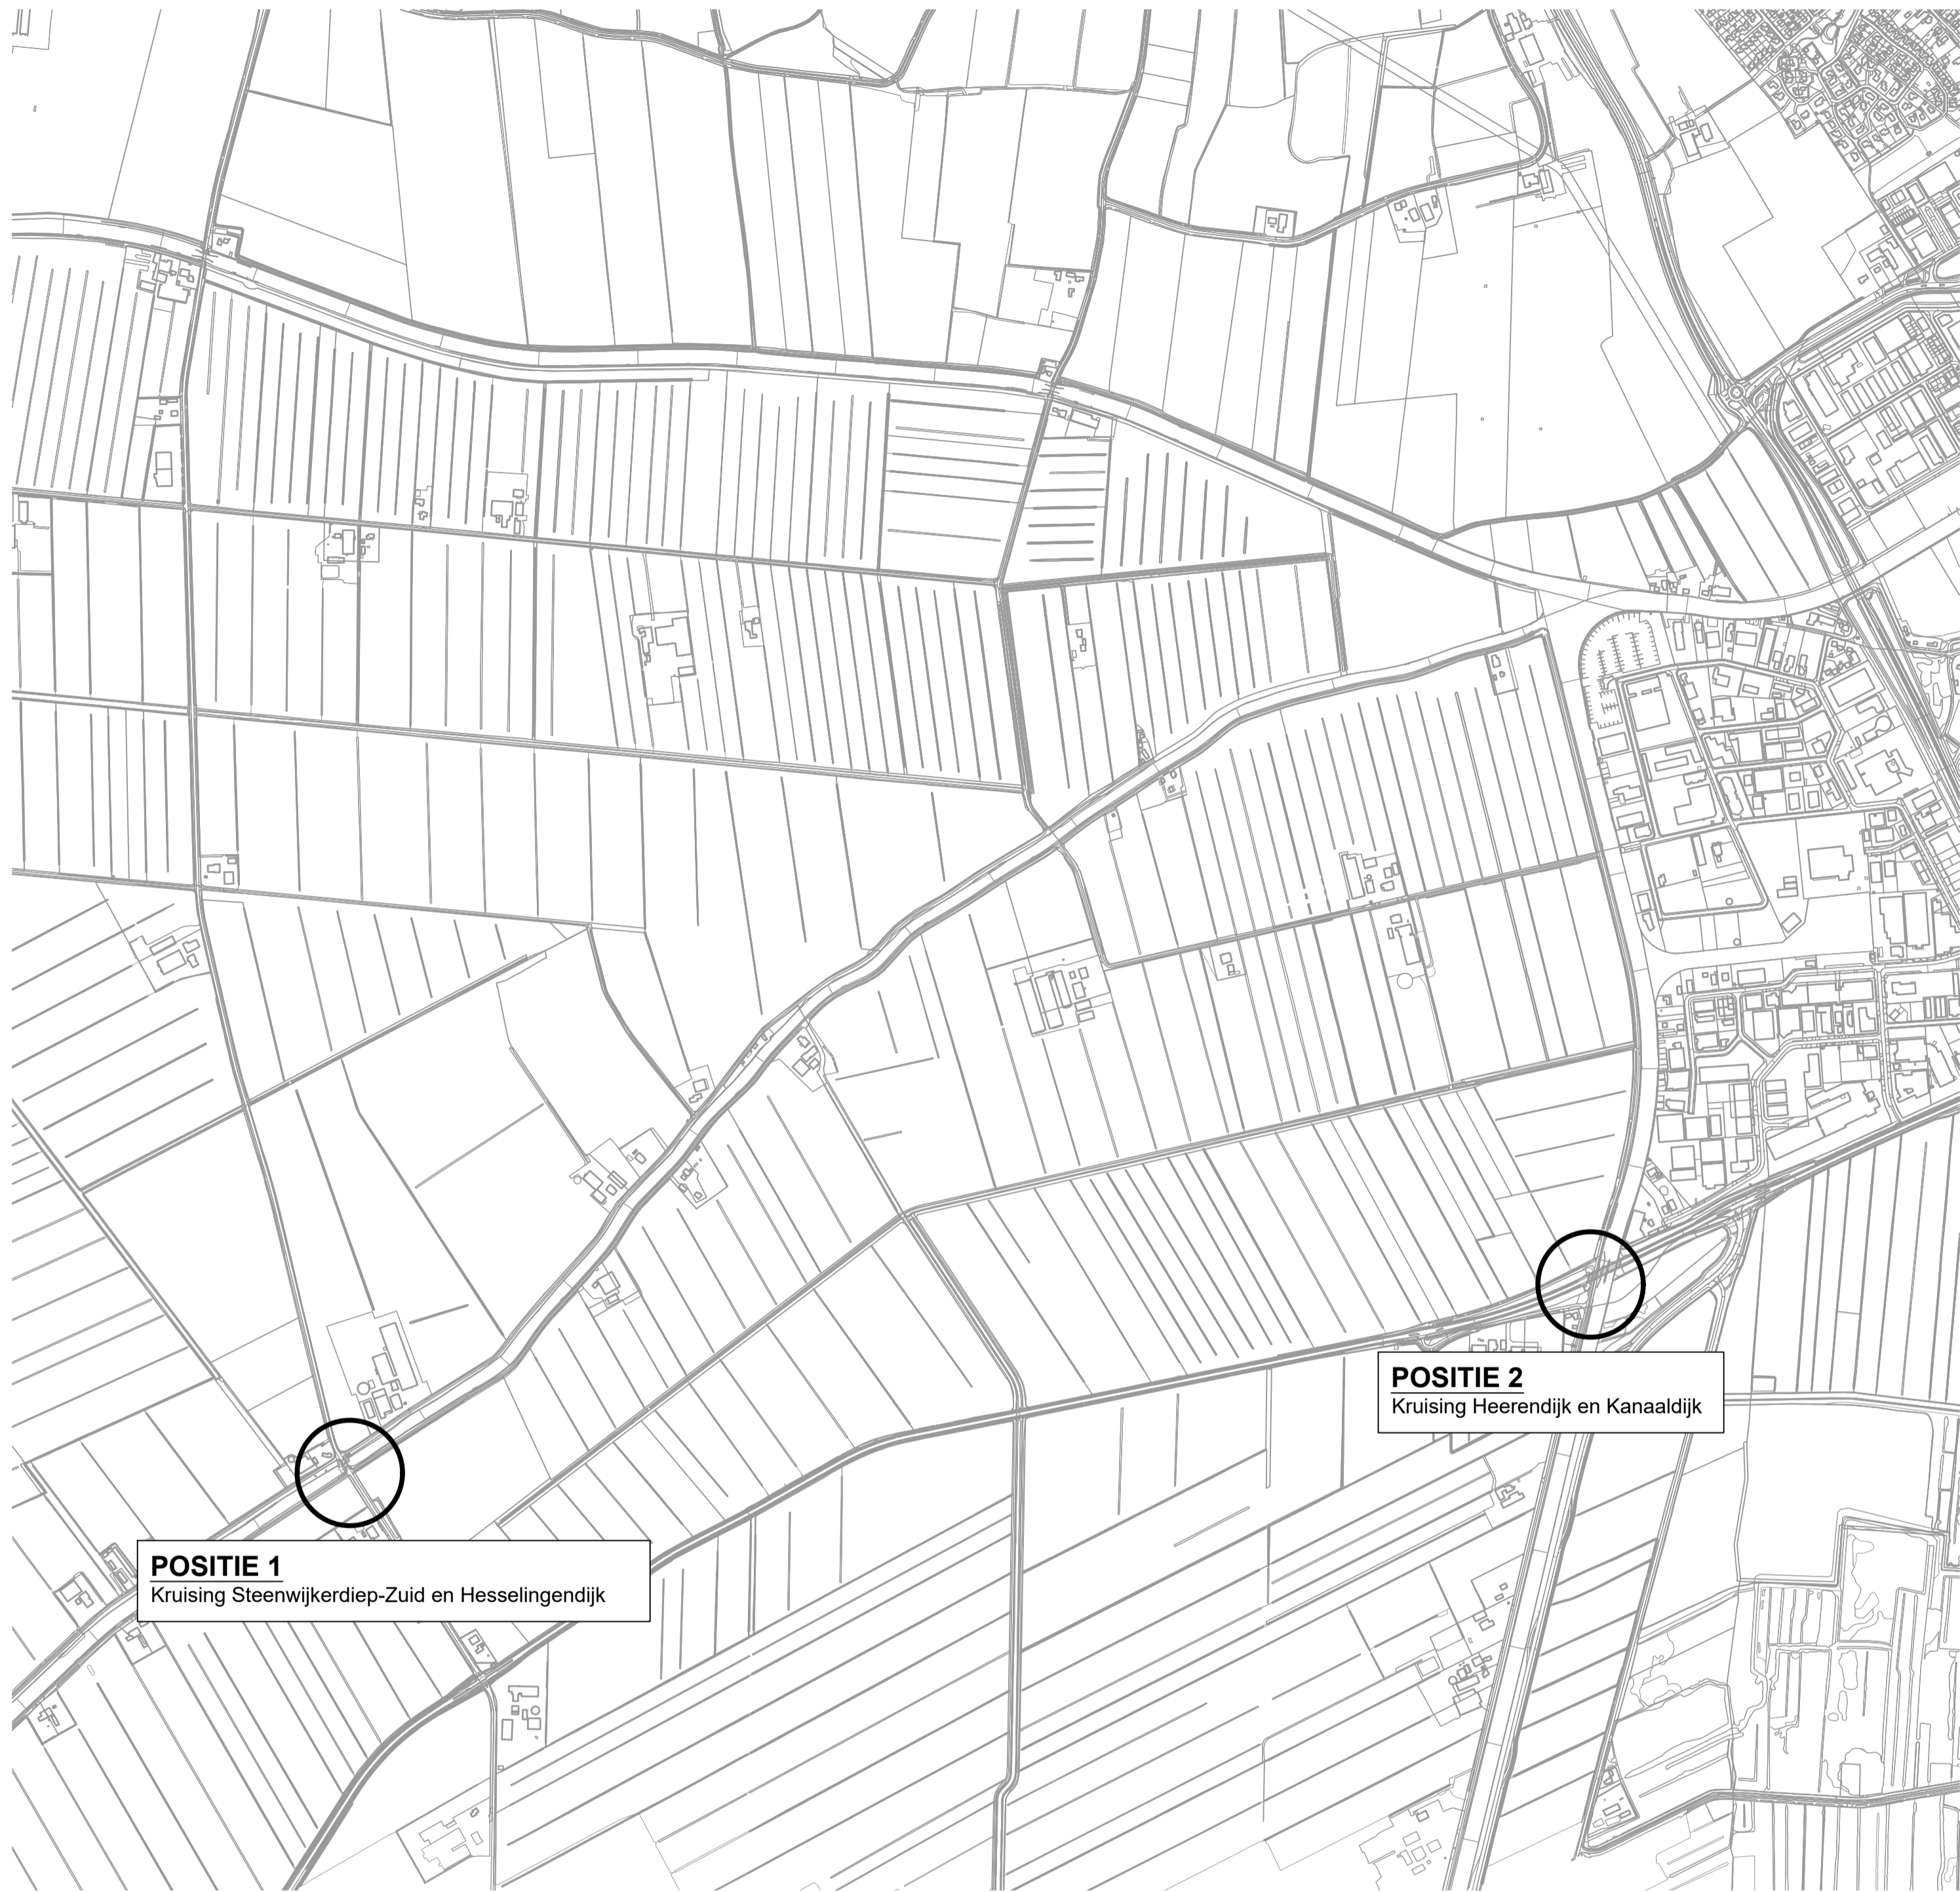 POSITIE 2
Kruising Heerendijk en Kanaaldijk
POSITIE 1
Kruising Steenwijkerdiep-Zuid en Hesselingendijk